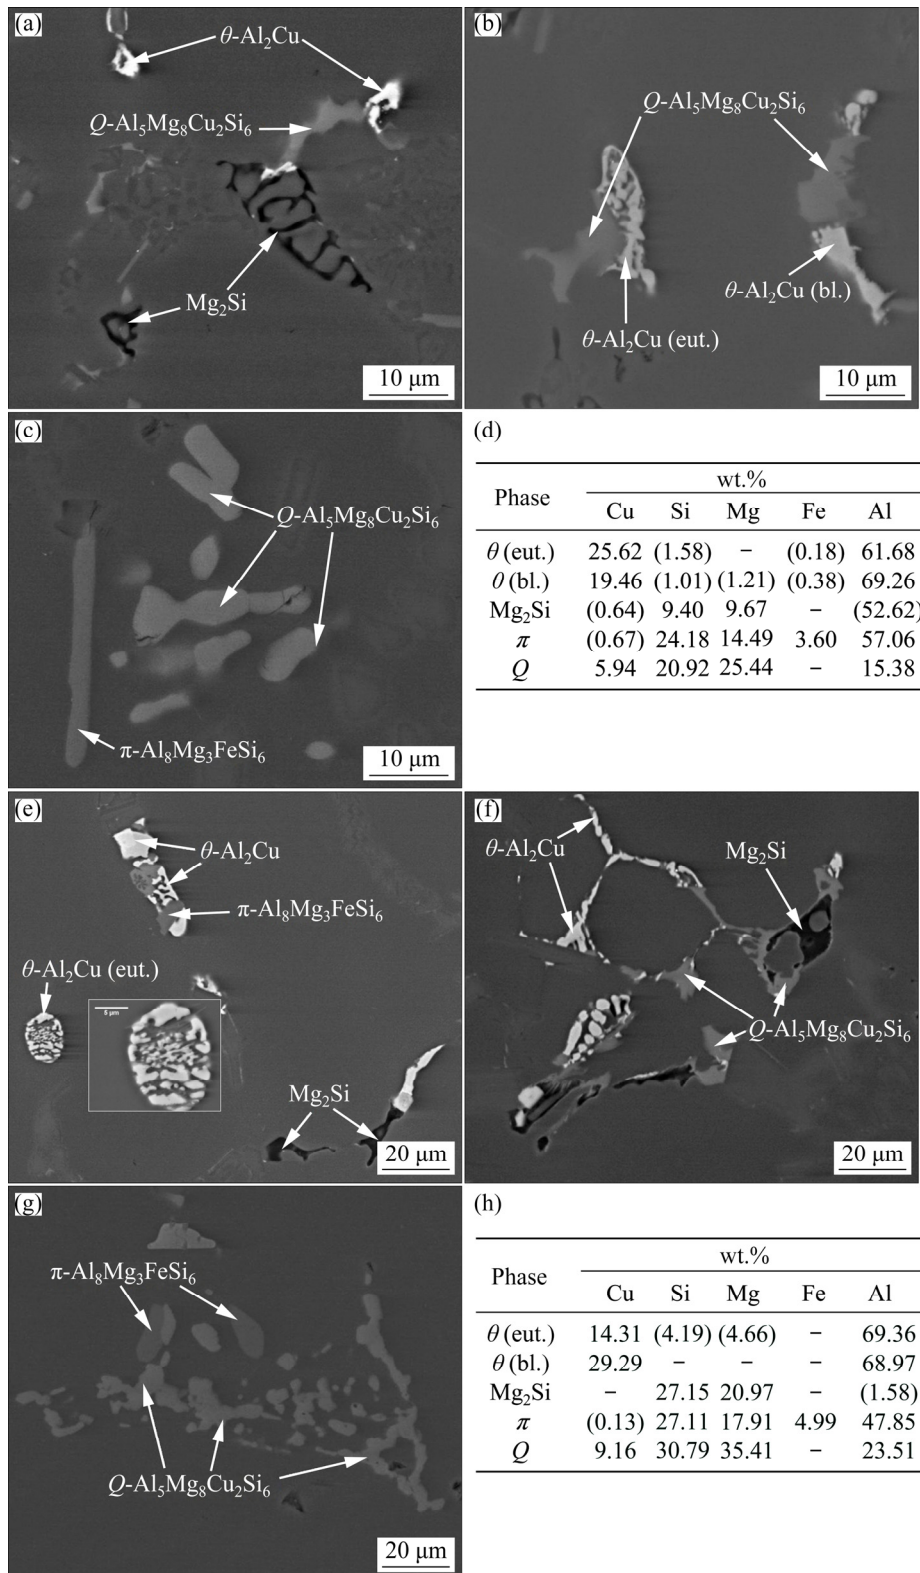 (a)
θ-Al₂Cu
Q-Al₅Mg₈Cu₂Si₆
Mg₂Si
10 μm
(b)
Q-Al₅Mg₈Cu₂Si₆
θ-Al₂Cu (bl.)
θ-Al₂Cu (eut.)
10 μm
(c)
Q-Al₅Mg₈Cu₂Si₆
π-Al₈Mg₃FeSi₆
10 μm
(d)
Phase wt.%
Cu Si Mg Fe Al
θ (eut.) 25.62 (1.58) – (0.18) 61.68
θ (bl.) 19.46 (1.01) (1.21) (0.38) 69.26
Mg₂Si (0.64) 9.40 9.67 – (52.62)
π (0.67) 24.18 14.49 3.60 57.06
Q 5.94 20.92 25.44 – 15.38
(e)
θ-Al₂Cu
π-Al₈Mg₃FeSi₆
θ-Al₂Cu (eut.)
5 μm
Mg₂Si
20 μm
(f)
θ-Al₂Cu
Mg₂Si
Q-Al₅Mg₈Cu₂Si₆
20 μm
(g)
π-Al₈Mg₃FeSi₆
Q-Al₅Mg₈Cu₂Si₆
20 μm
(h)
Phase wt.%
Cu Si Mg Fe Al
θ (eut.) 14.31 (4.19) (4.66) – 69.36
θ (bl.) 29.29 – – – 68.97
Mg₂Si – 27.15 20.97 – (1.58)
π (0.13) 27.11 17.91 4.99 47.85
Q 9.16 30.79 35.41 – 23.51